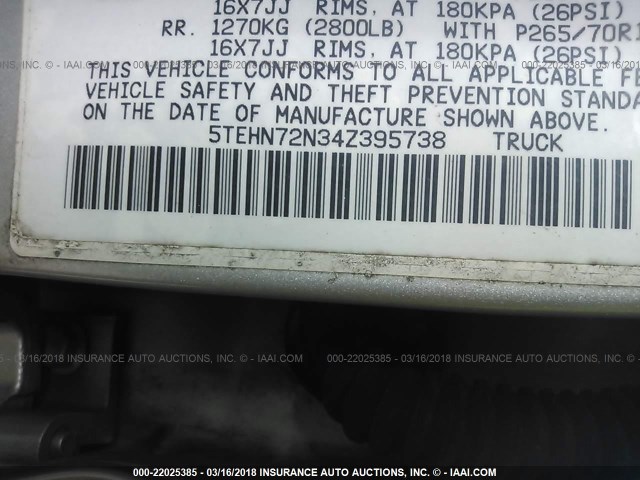 16X7JJ RIMS, AT 180KPA (26PSI)
RR. 1270KG (2800LB) WITH P265/70R1
16X7JJ RIMS, AT 180KPA (26PSI)
THIS VEHICLE CONFORMS TO ALL APPLICABLE FE
VEHICLE SAFETY AND THEFT PREVENTION STANDA
ON THE DATE OF MANUFACTURE SHOWN ABOVE.
5TEHN72N34Z395738 TRUCK
000-22025385 - 03/16/2018 INSURANCE AUTO AUCTIONS, INC. © - IAAI.COM